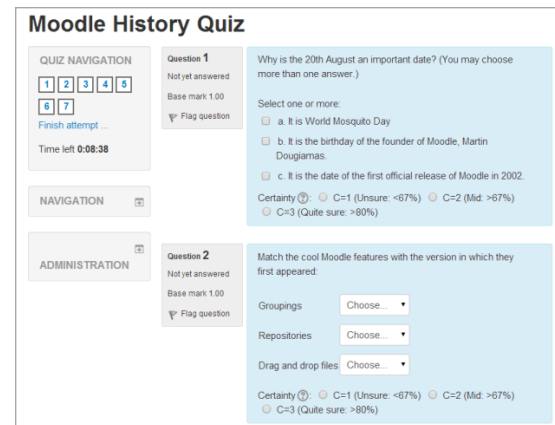 Moodle History Quiz
QUIZ NAVIGATION
1 2 3 4 5
6 7
Finish attempt ...
Time left 0:08:38
NAVIGATION
ADMINISTRATION
Question 1
Not yet answered
Base mark 1.00
Flag question
Why is the 20th August an important date? (You may choose
more than one answer.)
Select one or more:
a. It is World Mosquito Day
b. It is the birthday of the founder of Moodle, Martin
Dougiamas.
c. It is the date of the first official release of Moodle in 2002.
Certainty ?: C=1 (Unsure: <67%) C=2 (Mid: >67%)
C=3 (Quite sure: >80%)
Question 2
Not yet answered
Base mark 1.00
Flag question
Match the cool Moodle features with the version in which they
first appeared:
Groupings Choose...
Repositories Choose...
Drag and drop files Choose...
Certainty ?: C=1 (Unsure: <67%) C=2 (Mid: >67%)
C=3 (Quite sure: >80%)